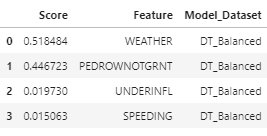 Score Feature Model_Dataset
0 0.518484 WEATHER DT_Balanced
1 0.446723 PEDROWNOTGRNT DT_Balanced
2 0.019730 UNDERINFL DT_Balanced
3 0.015063 SPEEDING DT_Balanced